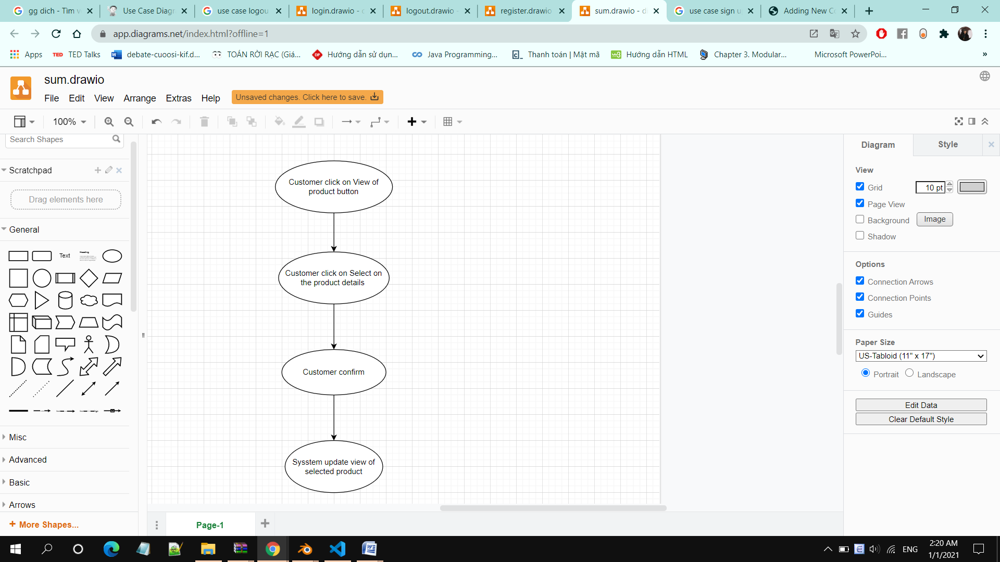 gg dich - Tìm v
Use Case Diagr
use case logou
login.drawio -
logout.drawio -
register.drawio
sum.drawio - d
use case sign u
Adding New C
app.diagrams.net/index.html?offline=1
Apps
TED
TED Talks
debate-cuoosi-kif.d...
TOÁN RỜI RẠC (Giá...
Hướng dẫn sử dụn...
Java Programming...
Thanh toán | Mật mã
Hướng dẫn HTML
Chapter 3. Modular...
Microsoft PowerPoi...
»
sum.drawio
File Edit View Arrange Extras Help
Unsaved changes. Click here to save.
100%
Search Shapes
Scratchpad
Drag elements here
General
Text
Heading
Misc
Advanced
Basic
Arrows
+ More Shapes...
Customer click on View of
product button
Customer click on Select on
the product details
Customer confirm
Sysstem update view of
selected product
Page-1
Diagram
Style
View
Grid
10 pt
Page View
Background
Image
Shadow
Options
Connection Arrows
Connection Points
Guides
Paper Size
US-Tabloid (11" x 17")
Portrait
Landscape
Edit Data
Clear Default Style
ENG
2:20 AM
1/1/2021